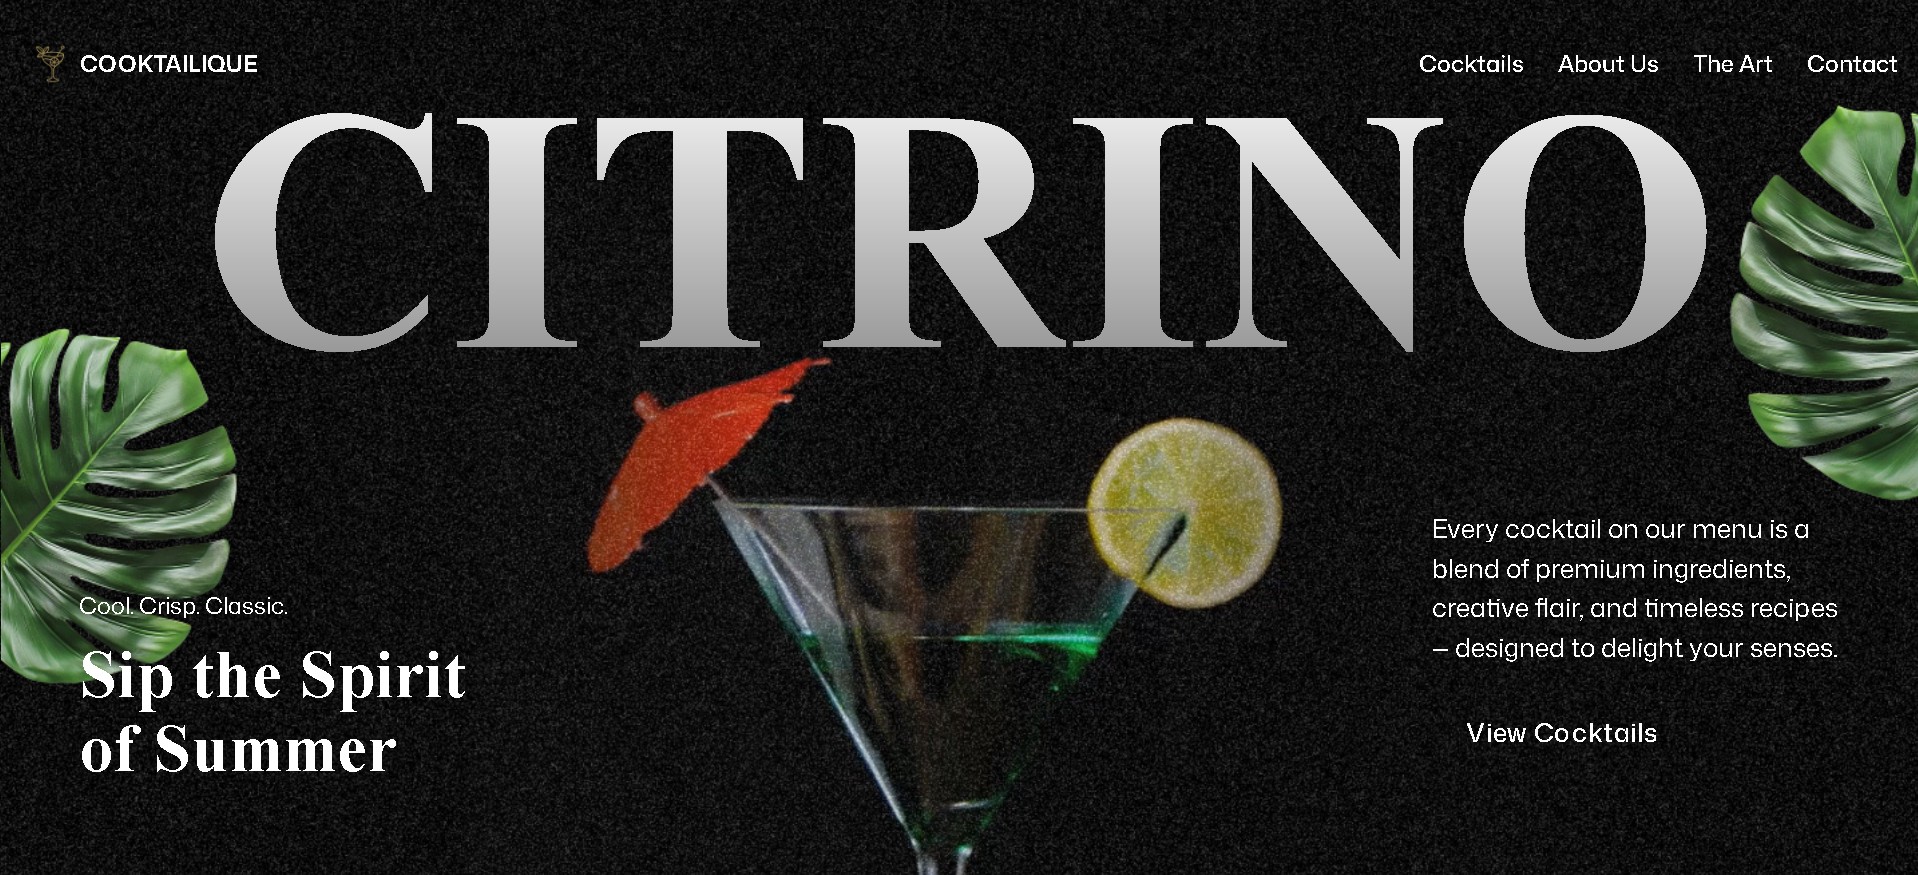 COOKTAILIQUE
Cocktails About Us The Art Contact
CITRINO
Cool. Crisp. Classic.
Sip the Spirit
of Summer
Every cocktail on our menu is a
blend of premium ingredients,
creative flair, and timeless recipes
– designed to delight your senses.
View Cocktails